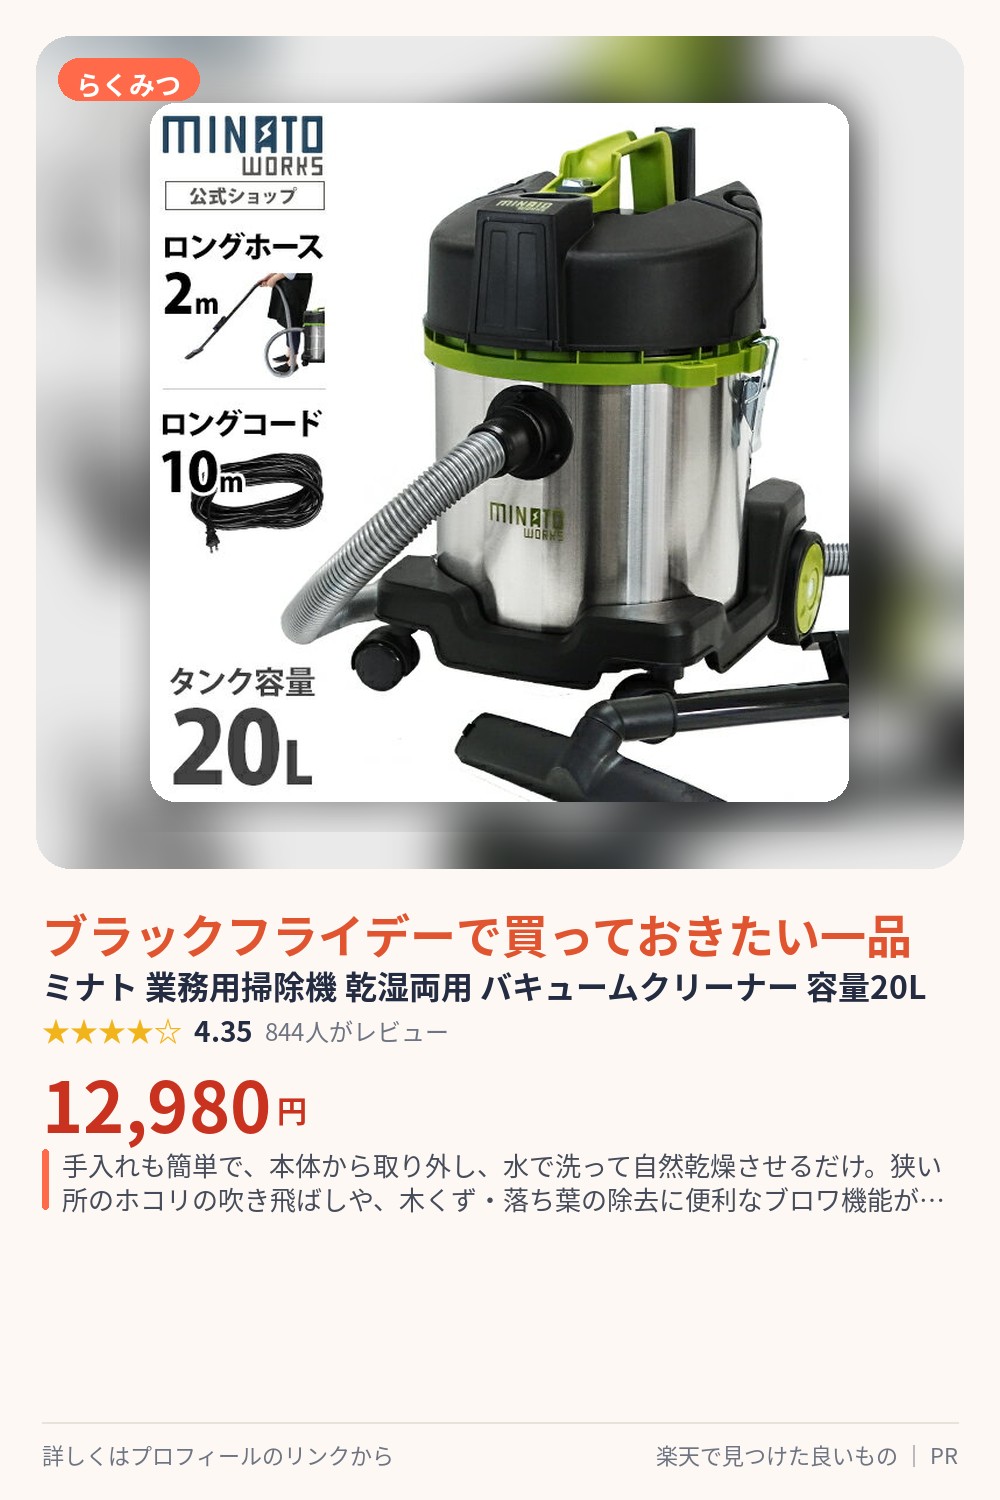 らくみつ
MINATO
WORKS
公式ショップ
ロングホース
2m
ロングコード
10m
タンク容量
20L
MINATO
WORKS
MINATO
WORKS
ブラックフライデーで買っておきたい一品
ミナト 業務用掃除機 乾湿両用 バキュームクリーナー 容量20L
★★★★☆ 4.35 844人がレビュー
12,980円
手入れも簡単で、本体から取り外し、水で洗って自然乾燥させるだけ。狭い
所のホコリの吹き飛ばしや、木くず・落ち葉の除去に便利なブロワ機能が…
詳しくはプロフィールのリンクから
楽天で見つけた良いもの｜PR